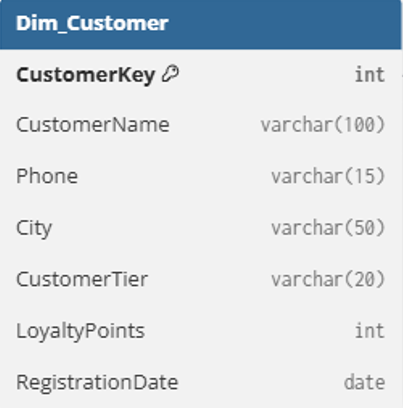 Dim_Customer
CustomerKey int
CustomerName varchar(100)
Phone varchar(15)
City varchar(50)
CustomerTier varchar(20)
LoyaltyPoints int
RegistrationDate date